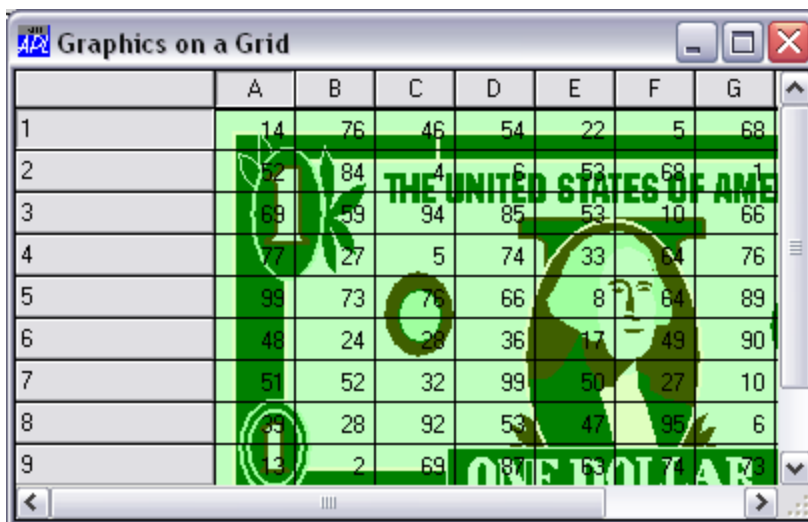 APL Graphics on a Grid
A B C D E F G
1 14 76 46 54 22 5 68
2 52 84 4 6 53 68 1
THE UNITED STATES OF AME
3 69 59 94 85 53 10 66
4 77 27 5 74 33 64 76
5 99 73 76 66 8 64 89
6 48 24 28 36 17 49 90
7 51 52 32 99 50 27 10
8 39 28 92 53 47 95 6
9 13 2 69 87 63 74 73
ONE DOLLAR